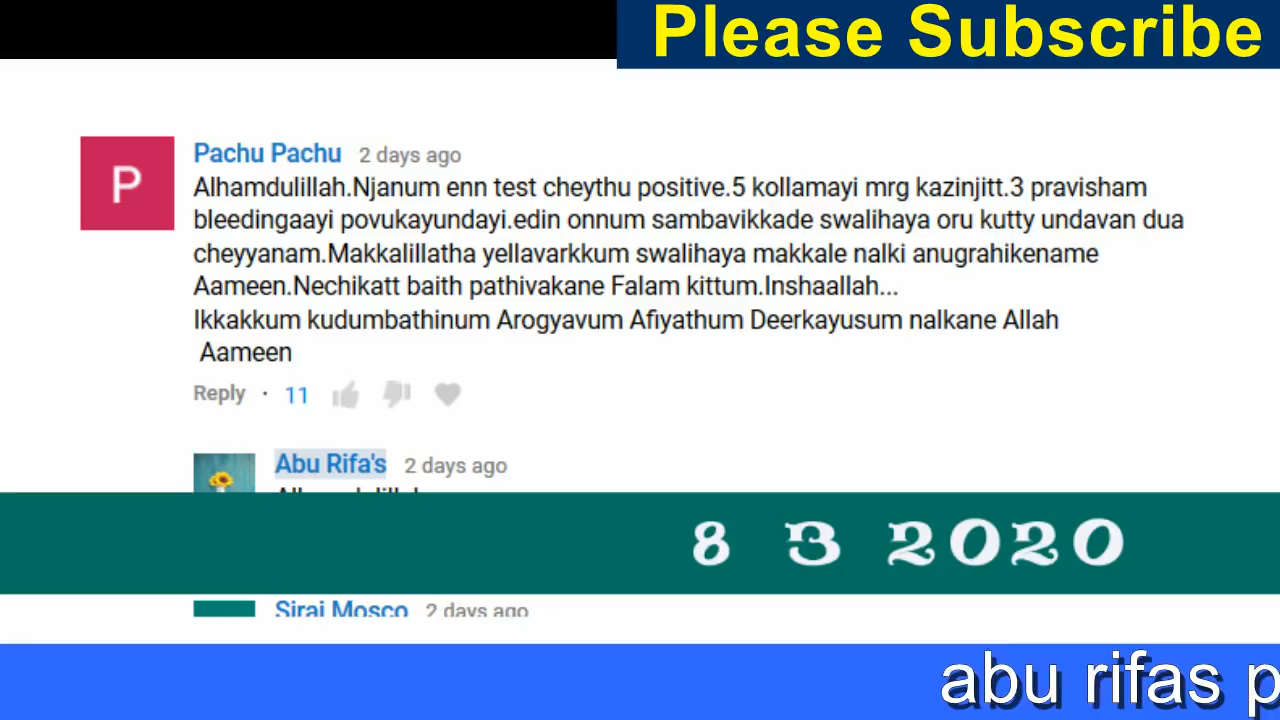 Please Subscribe
P
Pachu Pachu 2 days ago
Alhamdulillah.Njanum enn test cheythu positive.5 kollamayi mrg kazinjitt.3 pravisham
bleedingaayi povukayundayi.edin onnum sambavikkade swalihaya oru kutty undavan dua
cheyyanam.Makkalillatha yellavarkkum swalihaya makkale nalki anugrahikename
Aameen.Nechikatt baith pathivakane Falam kittum.Inshaallah...
Ikkakkum kudumbathinum Arogyavum Afiyathum Deerkayusum nalkane Allah
Aameen
Reply · 11
Abu Rifa's 2 days ago
8 3 2020
Siraj Mosco 2 days ago
abu rifas p